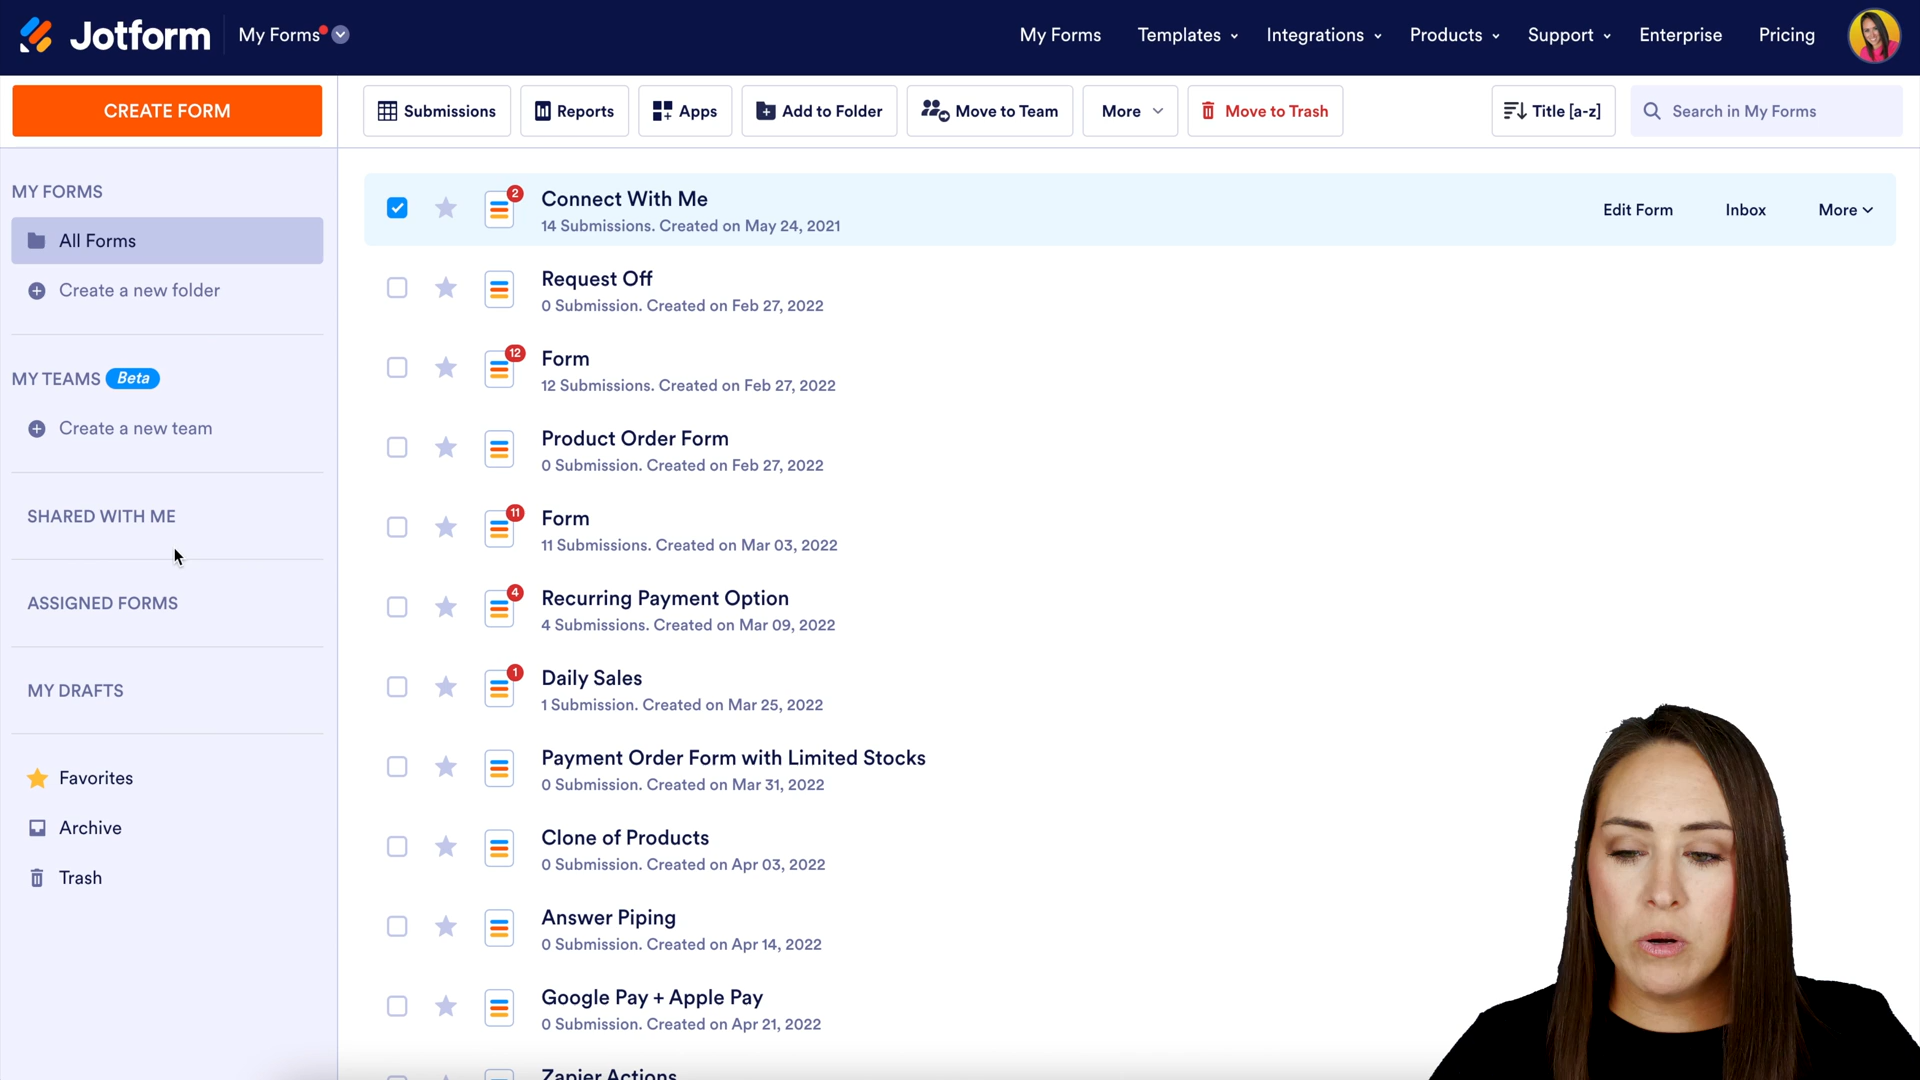 Jotform
My Forms
My Forms
Templates
Integrations
Products
Support
Enterprise
Pricing
CREATE FORM
Submissions
Reports
Apps
Add to Folder
Move to Team
More
Move to Trash
Title [a-z]
Search in My Forms
MY FORMS
All Forms
Create a new folder
MY TEAMS Beta
Create a new team
SHARED WITH ME
ASSIGNED FORMS
MY DRAFTS
Favorites
Archive
Trash
2
Connect With Me
14 Submissions. Created on May 24, 2021
Edit Form
Inbox
More
Request Off
0 Submission. Created on Feb 27, 2022
12
Form
12 Submissions. Created on Feb 27, 2022
Product Order Form
0 Submission. Created on Feb 27, 2022
11
Form
11 Submissions. Created on Mar 03, 2022
4
Recurring Payment Option
4 Submissions. Created on Mar 09, 2022
1
Daily Sales
1 Submission. Created on Mar 25, 2022
Payment Order Form with Limited Stocks
0 Submission. Created on Mar 31, 2022
Clone of Products
0 Submission. Created on Apr 03, 2022
Answer Piping
0 Submission. Created on Apr 14, 2022
Google Pay + Apple Pay
0 Submission. Created on Apr 21, 2022
Zapier Actions